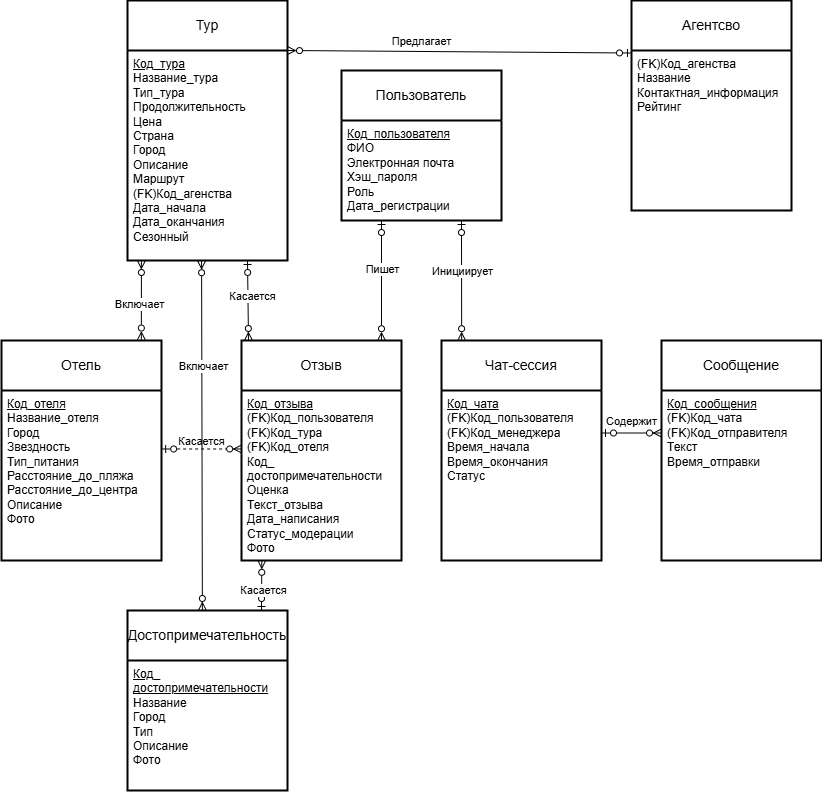 Тур
Код_тура
Название_тура
Тип_тура
Продолжительность
Цена
Страна
Город
Описание
Маршрут
(FK)Код_агенства
Дата_начала
Дата_оканчания
Сезонный
Предлагает
Агентсво
(FK)Код_агенства
Название
Контактная_информация
Рейтинг
Пользователь
Код_пользователя
ФИО
Электронная почта
Хэш_пароля
Роль
Дата_регистрации
Включает
Касается
Пишет
Инициирует
Включает
Отель
Код_отеля
Название_отеля
Город
Звездность
Тип_питания
Расстояние_до_пляжа
Расстояние_до_центра
Описание
Фото
Касается
Отзыв
Код_отзыва
(FK)Код_пользователя
(FK)Код_тура
(FK)Код_отеля
Код_
достопримечательности
Оценка
Текст_отзыва
Дата_написания
Статус_модерации
Фото
Чат-сессия
Код_чата
(FK)Код_пользователя
(FK)Код_менеджера
Время_начала
Время_окончания
Статус
Содержит
Сообщение
Код_сообщения
(FK)Код_чата
(FK)Код_отправителя
Текст
Время_отправки
Касается
Достопримечательность
Код_
достопримечательности
Название
Город
Тип
Описание
Фото